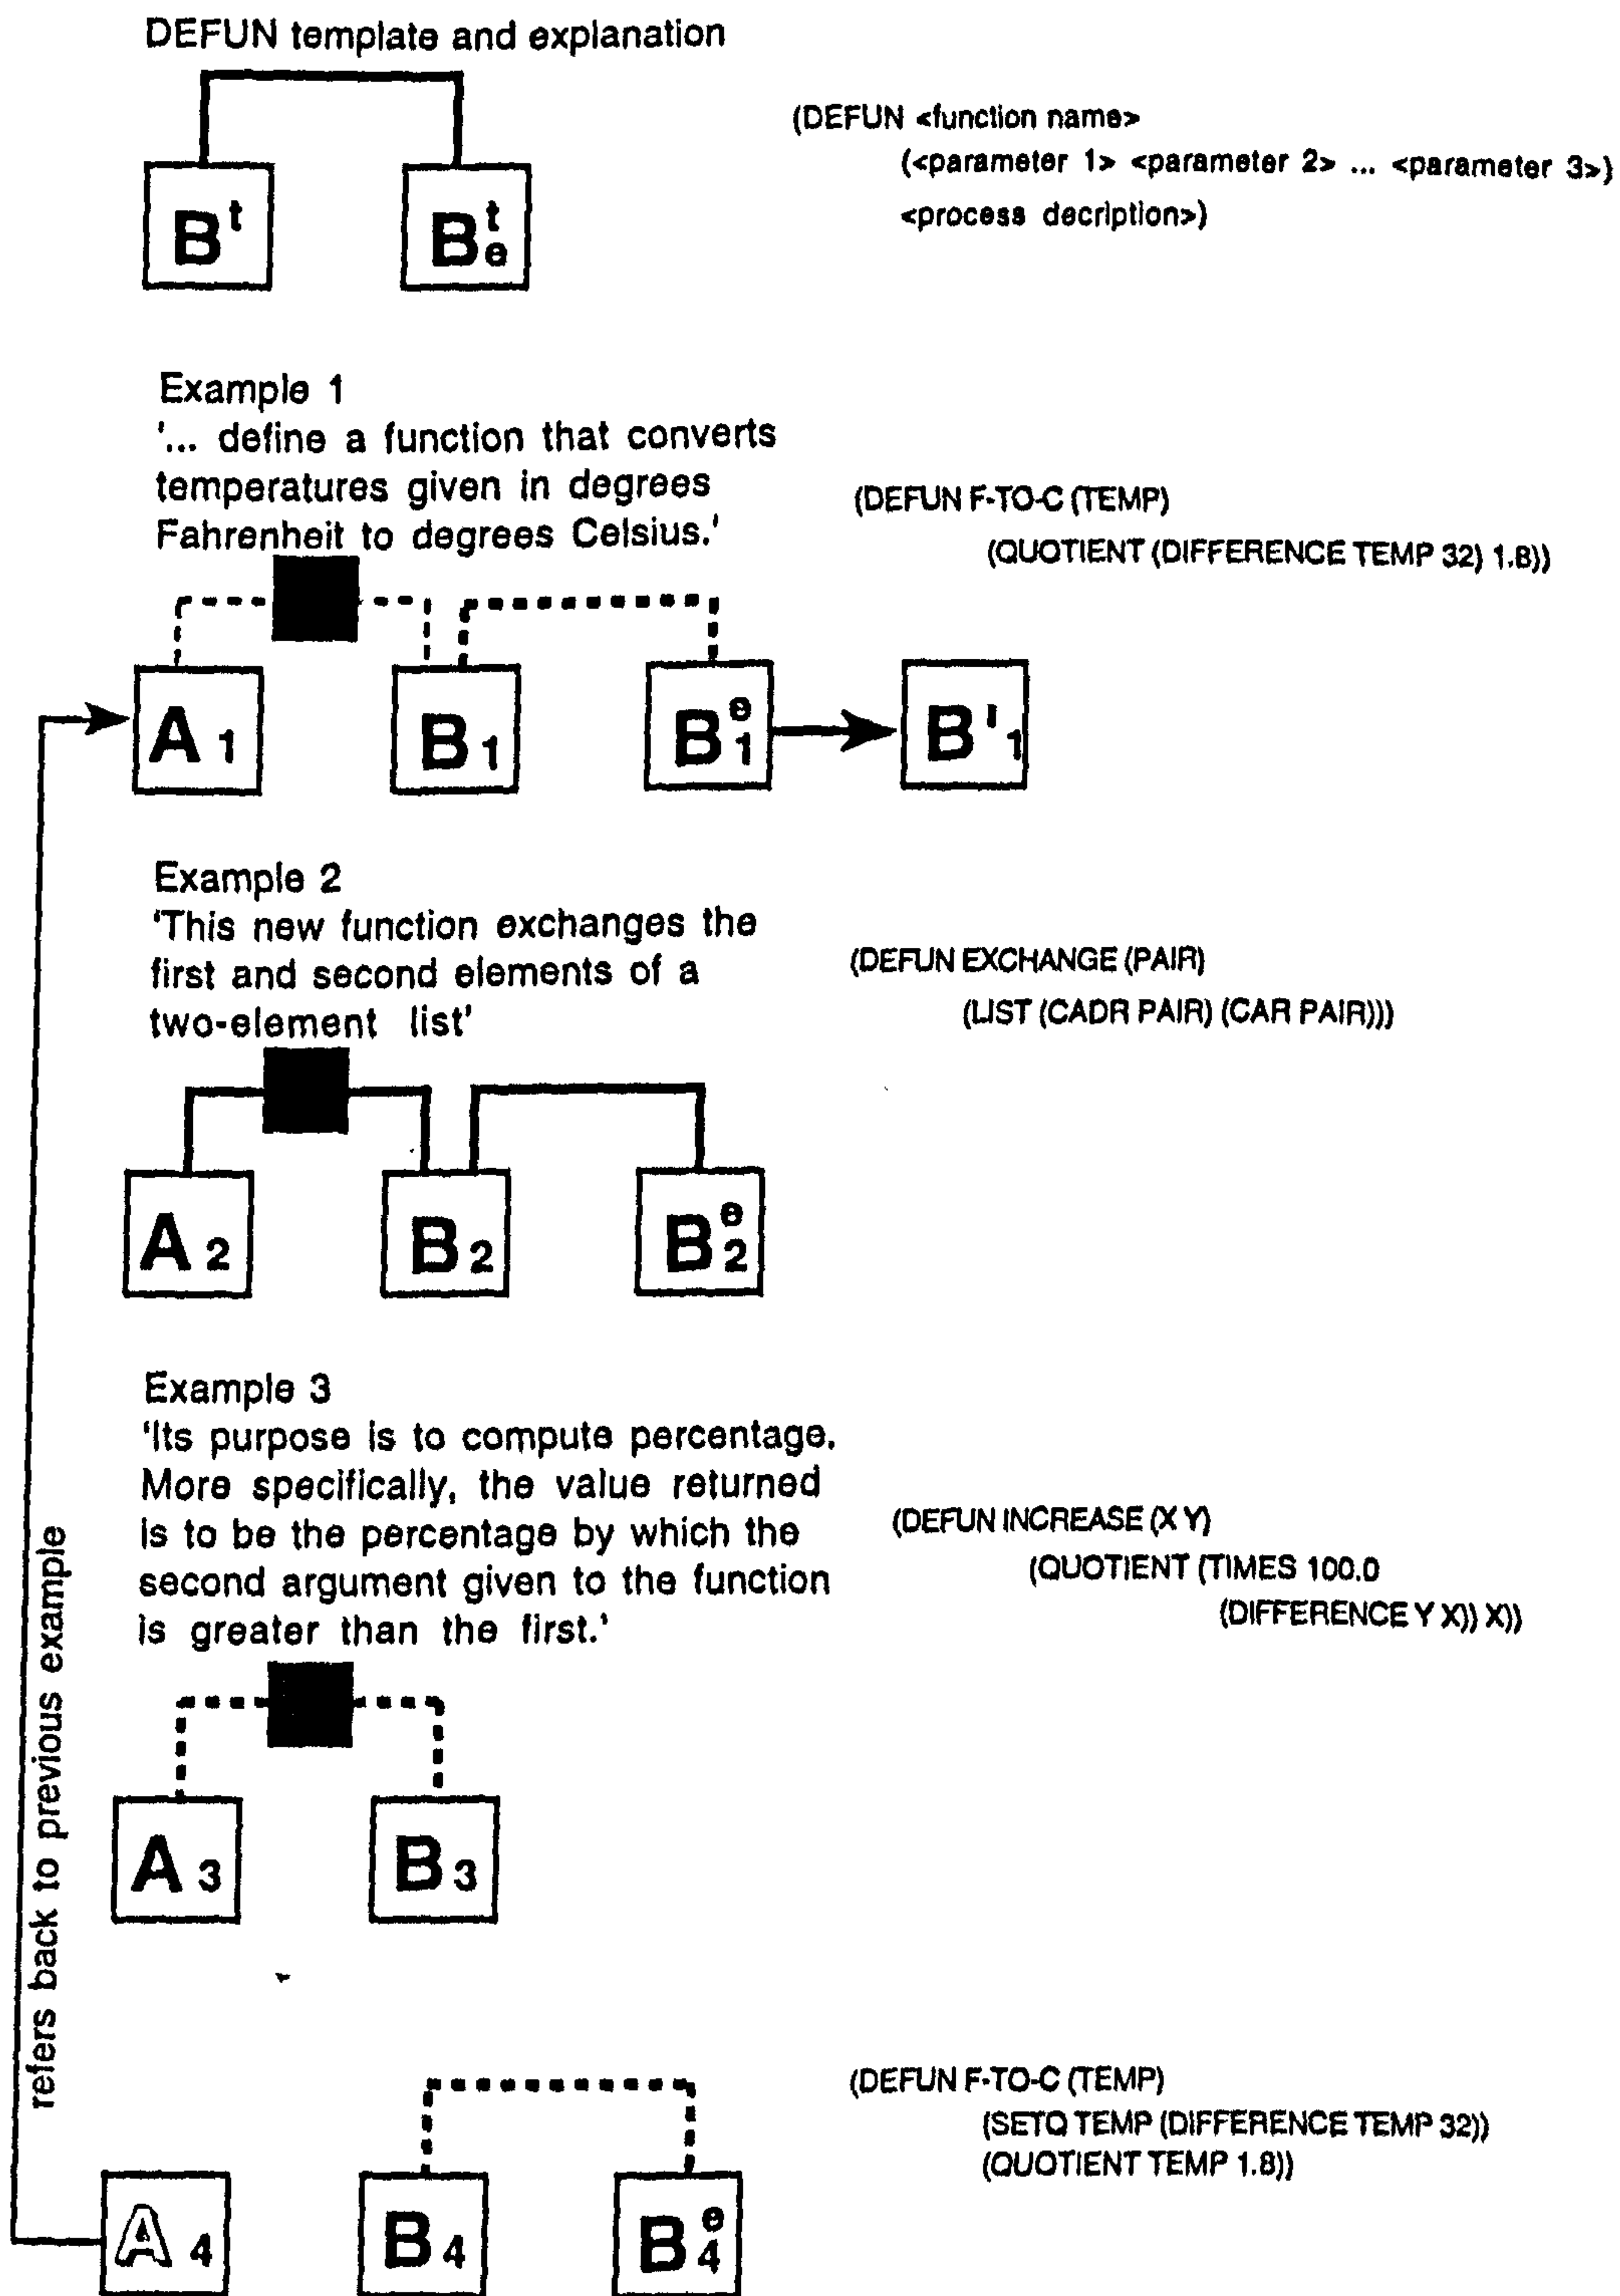 DEFUN template and explanation
(DEFUN <function name>
(<parameter 1> <parameter 2> ... <parameter 3>)
<process decription>)
Bt
Bte
Example 1
'... define a function that converts
temperatures given in degrees
Fahrenheit to degrees Celsius.'
(DEFUN F-TO-C (TEMP)
(QUOTIENT (DIFFERENCE TEMP 32) 1.8))
A1
B1
Be1
B'1
Example 2
'This new function exchanges the
first and second elements of a
two-element list'
(DEFUN EXCHANGE (PAIR)
(LIST (CADR PAIR) (CAR PAIR)))
A2
B2
Be2
Example 3
'Its purpose is to compute percentage.
More specifically, the value returned
is to be the percentage by which the
second argument given to the function
is greater than the first.'
(DEFUN INCREASE (X Y)
(QUOTIENT (TIMES 100.0
(DIFFERENCE Y X)) X))
A3
B3
refers back to previous example
(DEFUN F-TO-C (TEMP)
(SETQ TEMP (DIFFERENCE TEMP 32))
(QUOTIENT TEMP 1.8))
A4
B4
Be4